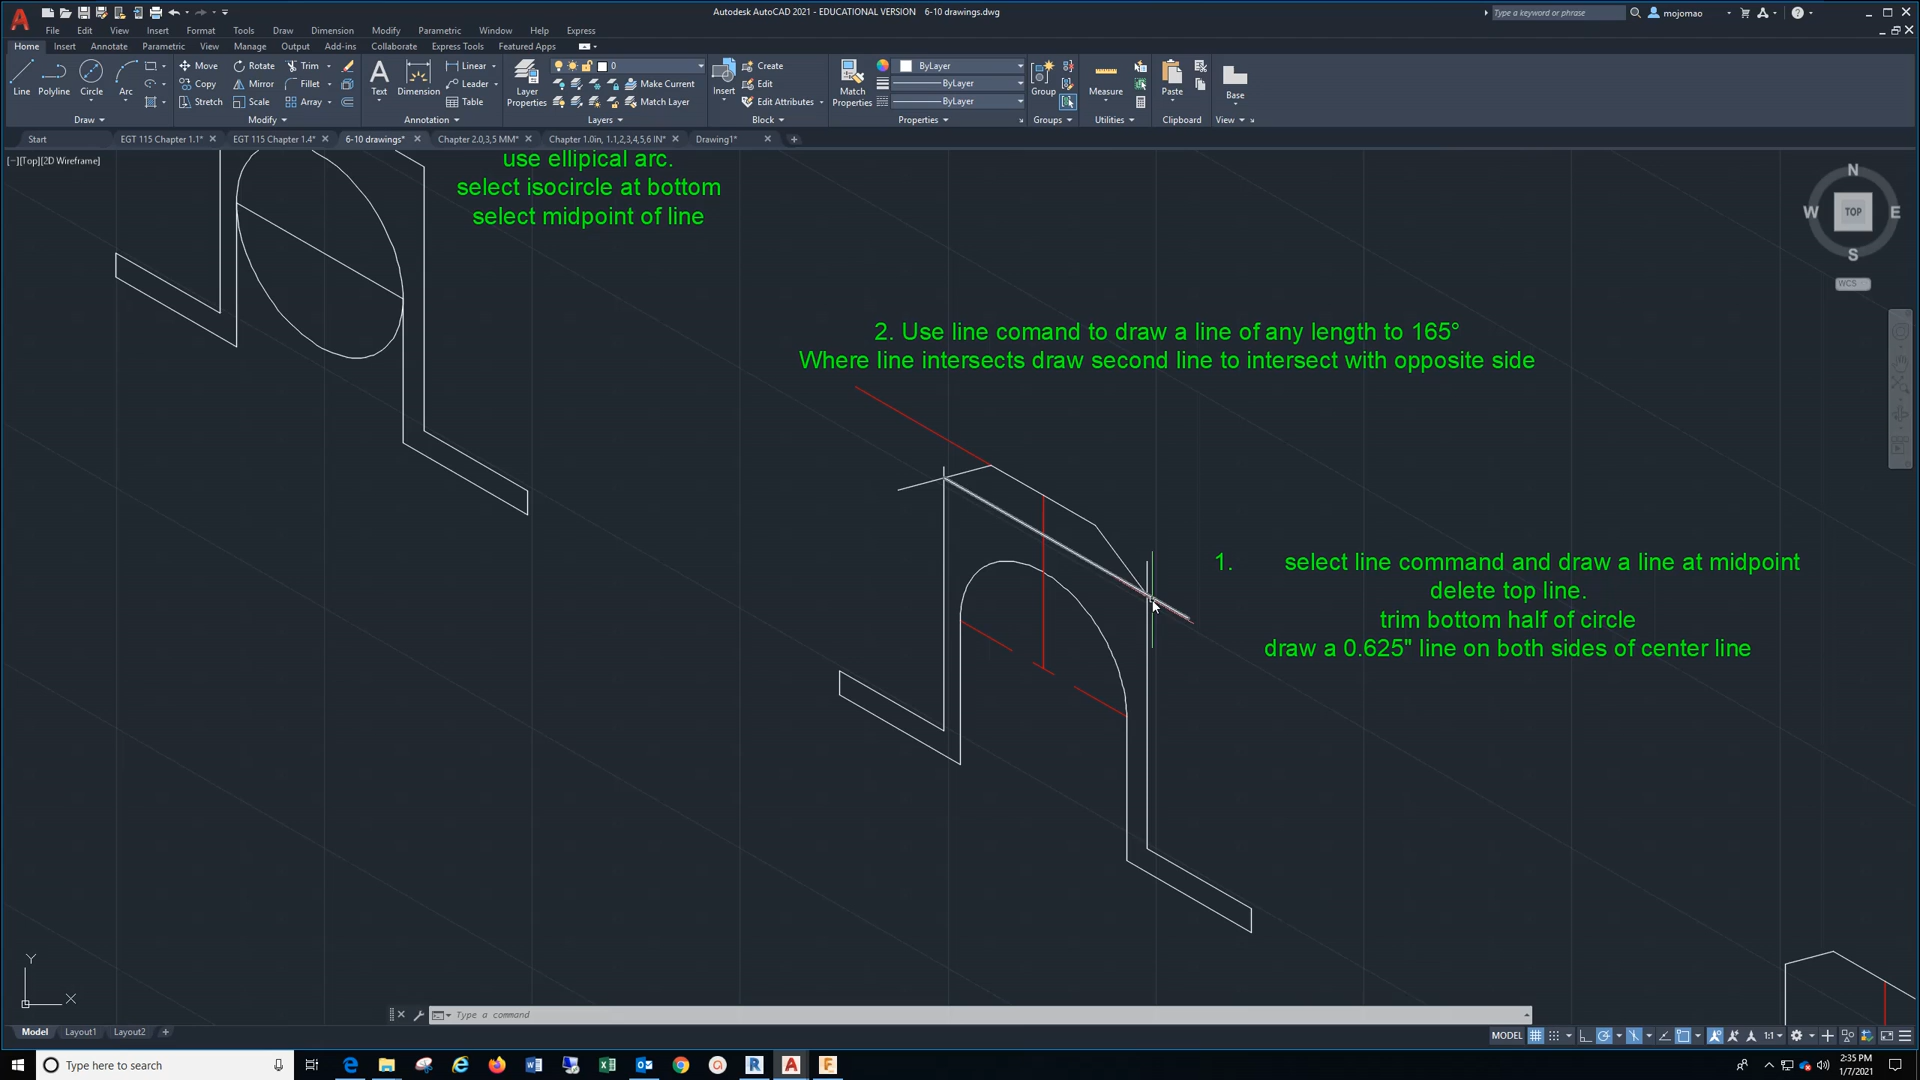 Autodesk AutoCAD 2021 - EDUCATIONAL VERSION 6-10 drawings.dwg
Type a keyword or phrase
mojomao
File Edit View Insert Format Tools Draw Dimension Modify Parametric Window Help Express
Home Insert Annotate Parametric View Manage Output Add-ins Collaborate Express Tools Featured Apps
Line Polyline Circle Arc
Move Rotate Trim
Copy Mirror Fillet
Stretch Scale Array
Text Dimension
Linear
Leader
Table
Layer Properties
0
Make Current
Match Layer
Insert
Create
Edit
Edit Attributes
Match Properties
ByLayer
ByLayer
ByLayer
Group
Measure
Paste
Base
Draw Modify Annotation Layers Block Properties Groups Utilities Clipboard View
Start EGT 115 Chapter 1.1* EGT 115 Chapter 1.4* 6-10 drawings* Chapter 2.0,3,5 MM* Chapter 1.0in, 1.1,2,3,4,5,6 IN* Drawing1*
[−][Top][2D Wireframe]
use ellipical arc.
select isocircle at bottom
select midpoint of line
N
W TOP E
S
WCS
2. Use line comand to draw a line of any length to 165°
Where line intersects draw second line to intersect with opposite side
1. select line command and draw a line at midpoint
delete top line.
trim bottom half of circle
draw a 0.625" line on both sides of center line
Y
X
Type a command
Model Layout1 Layout2
MODEL
1:1
Type here to search
2:35 PM
1/7/2021